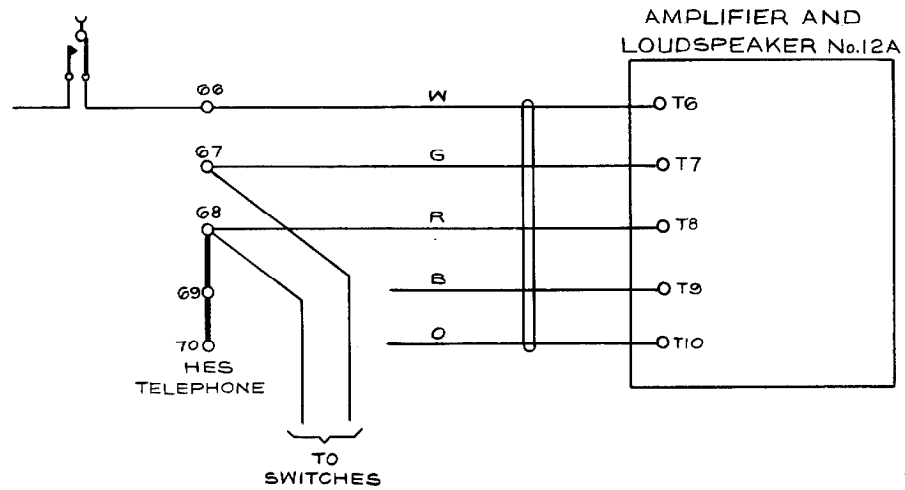 AMPLIFIER AND
LOUDSPEAKER No.12A
66
W
T6
67
G
T7
68
R
T8
69
B
T9
70
O
T10
HES
TELEPHONE
TO
SWITCHES